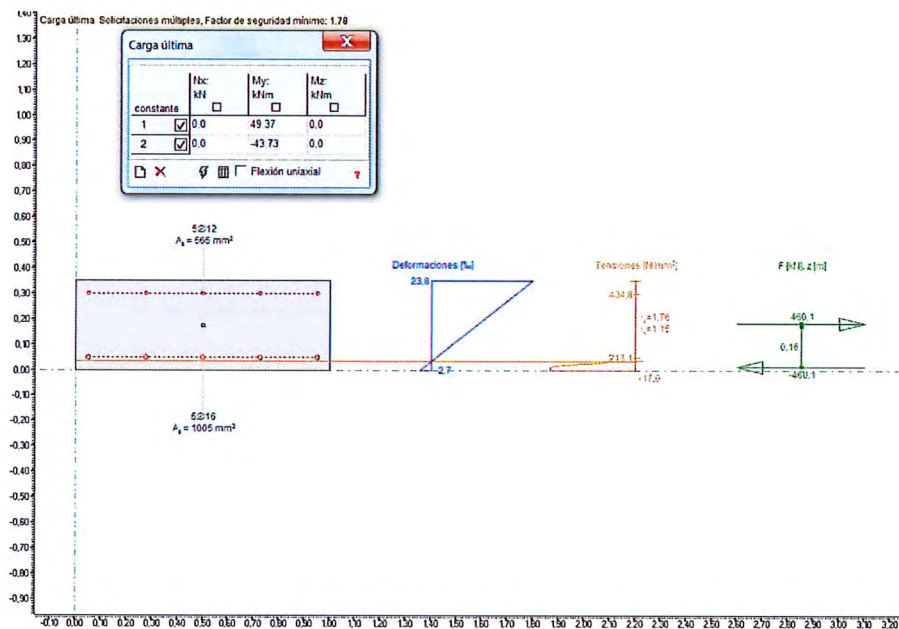 Carga última Solicitaciones múltiples, Factor de seguridad mínimo: 1.78
Carga última
constante
Nx: kN
My: kNm
Mz: kNm
1 0,0 49.37 0,0
2 0,0 -43.73 0,0
Flexión uniaxial
?
1,40
1,30
1,20
1,10
1,00
0,90
0,80
0,70
0,60
0,50
0,40
0,30
0,20
0,10
0,00
-0,10
-0,20
-0,30
-0,40
-0,50
-0,60
-0,70
-0,80
-0,90
5∅12
As = 565 mm²
5∅16
As = 1005 mm²
Deformaciones [‰]
23,8
-2,7
Tensiones [N/mm²]
434,8
213,1
-17,0
F [kN], z [m]
460,1
0,16
-460,1
-0,10 0,00 0,10 0,20 0,30 0,40 0,50 0,60 0,70 0,80 0,90 1,00 1,10 1,20 1,30 1,40 1,50 1,60 1,70 1,80 1,90 2,00 2,10 2,20 2,30 2,40 2,50 2,60 2,70 2,80 2,90 3,00 3,10 3,20